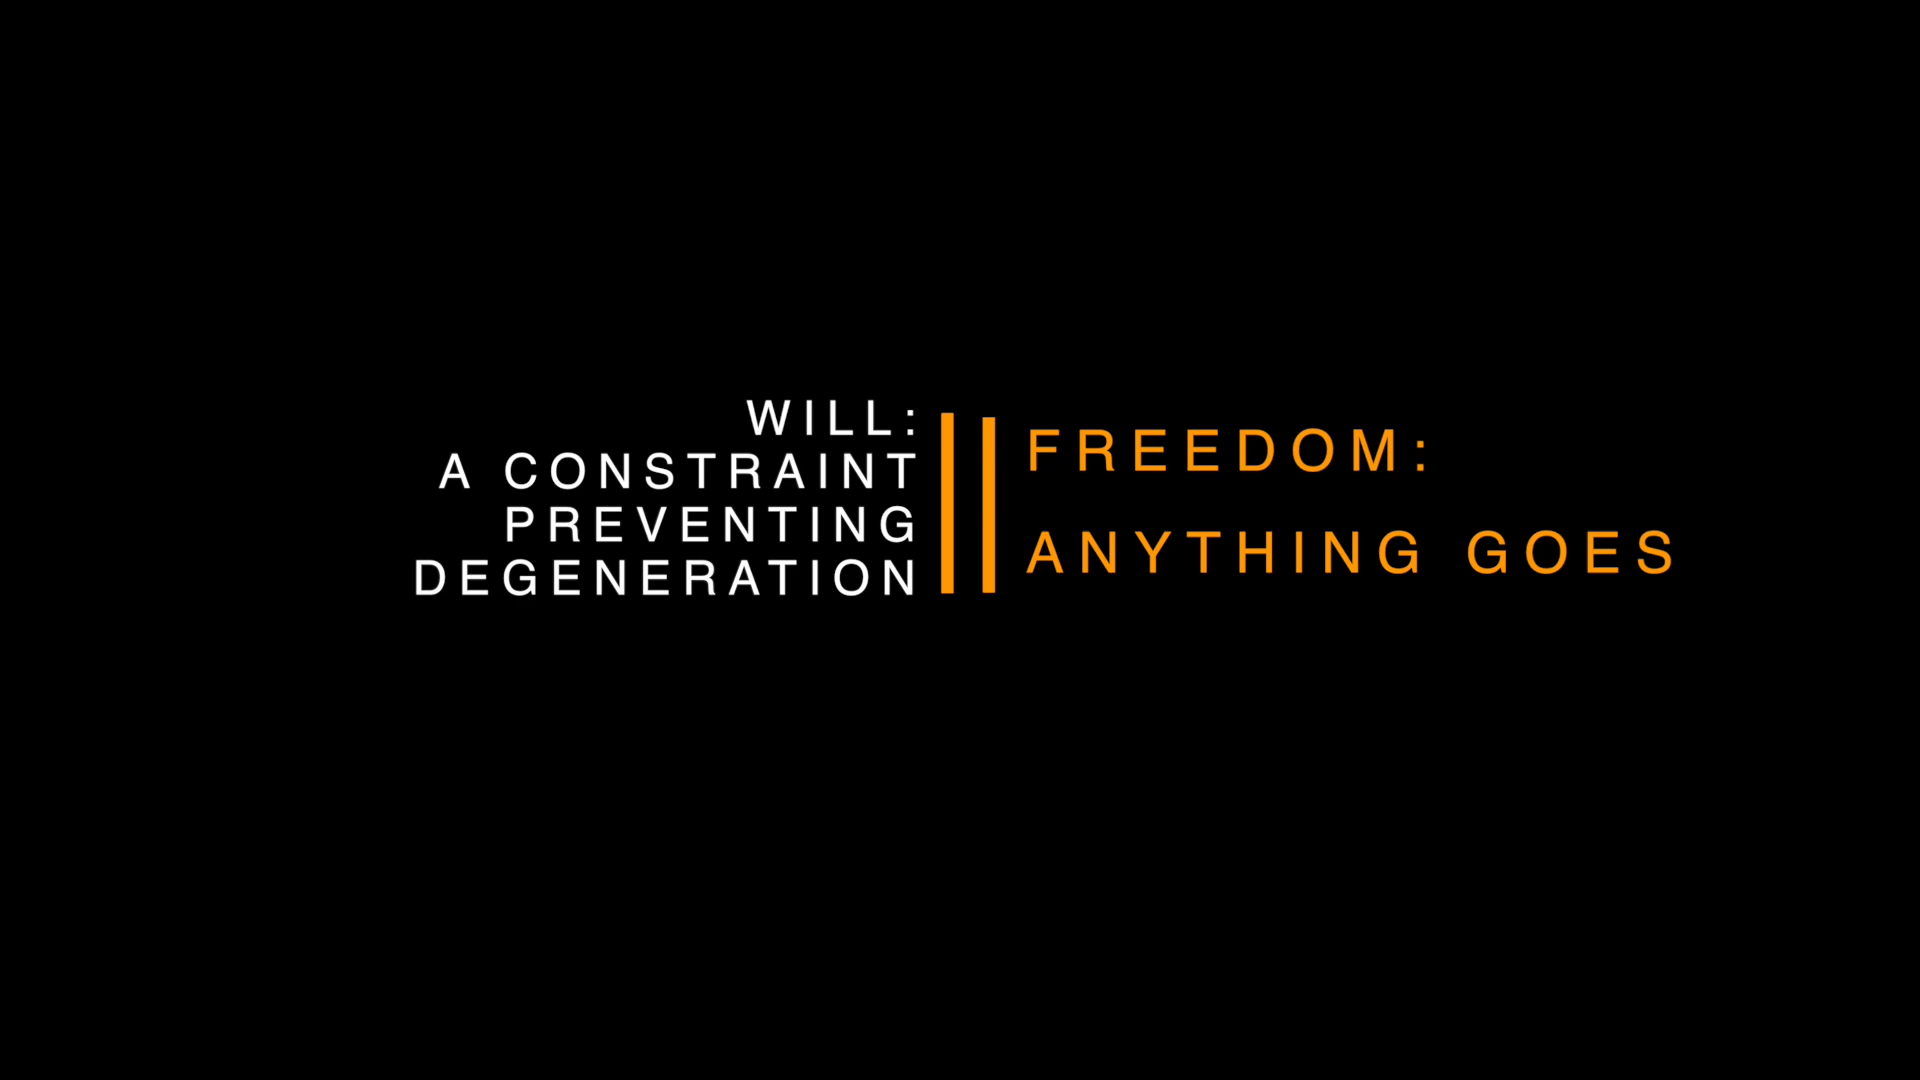 WILL:
A CONSTRAINT
PREVENTING
DEGENERATION
FREEDOM:
ANYTHING GOES